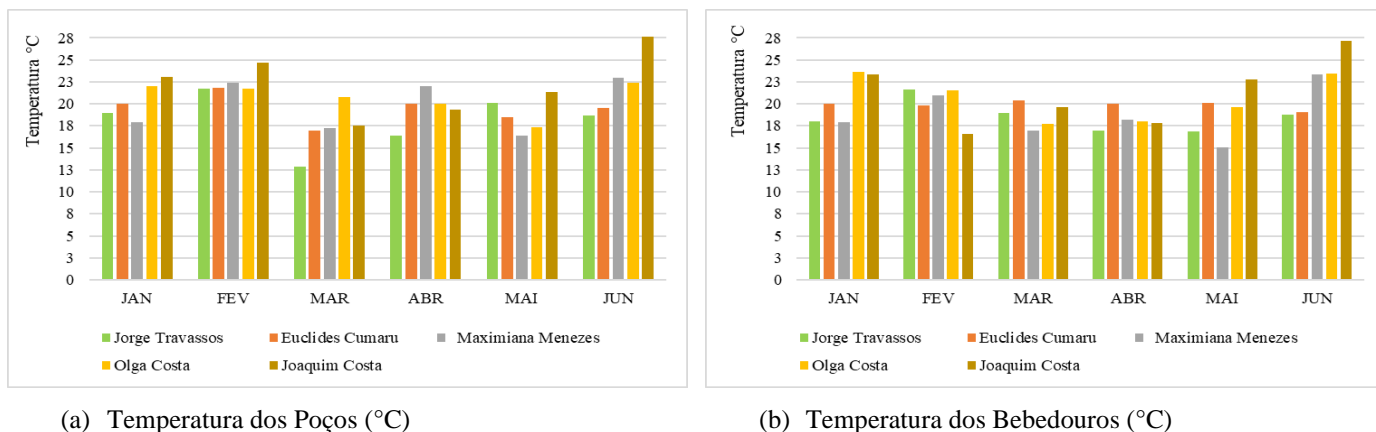 Temperatura °C
28
25
23
20
18
15
13
10
8
5
3
0
JAN FEV MAR ABR MAI JUN
Jorge Travassos Euclides Cumaru Maximiana Menezes
Olga Costa Joaquim Costa
(a) Temperatura dos Poços (°C)
Temperatura °C
28
25
23
20
18
15
13
10
8
5
3
0
JAN FEV MAR ABR MAI JUN
Jorge Travassos Euclides Cumaru Maximiana Menezes
Olga Costa Joaquim Costa
(b) Temperatura dos Bebedouros (°C)